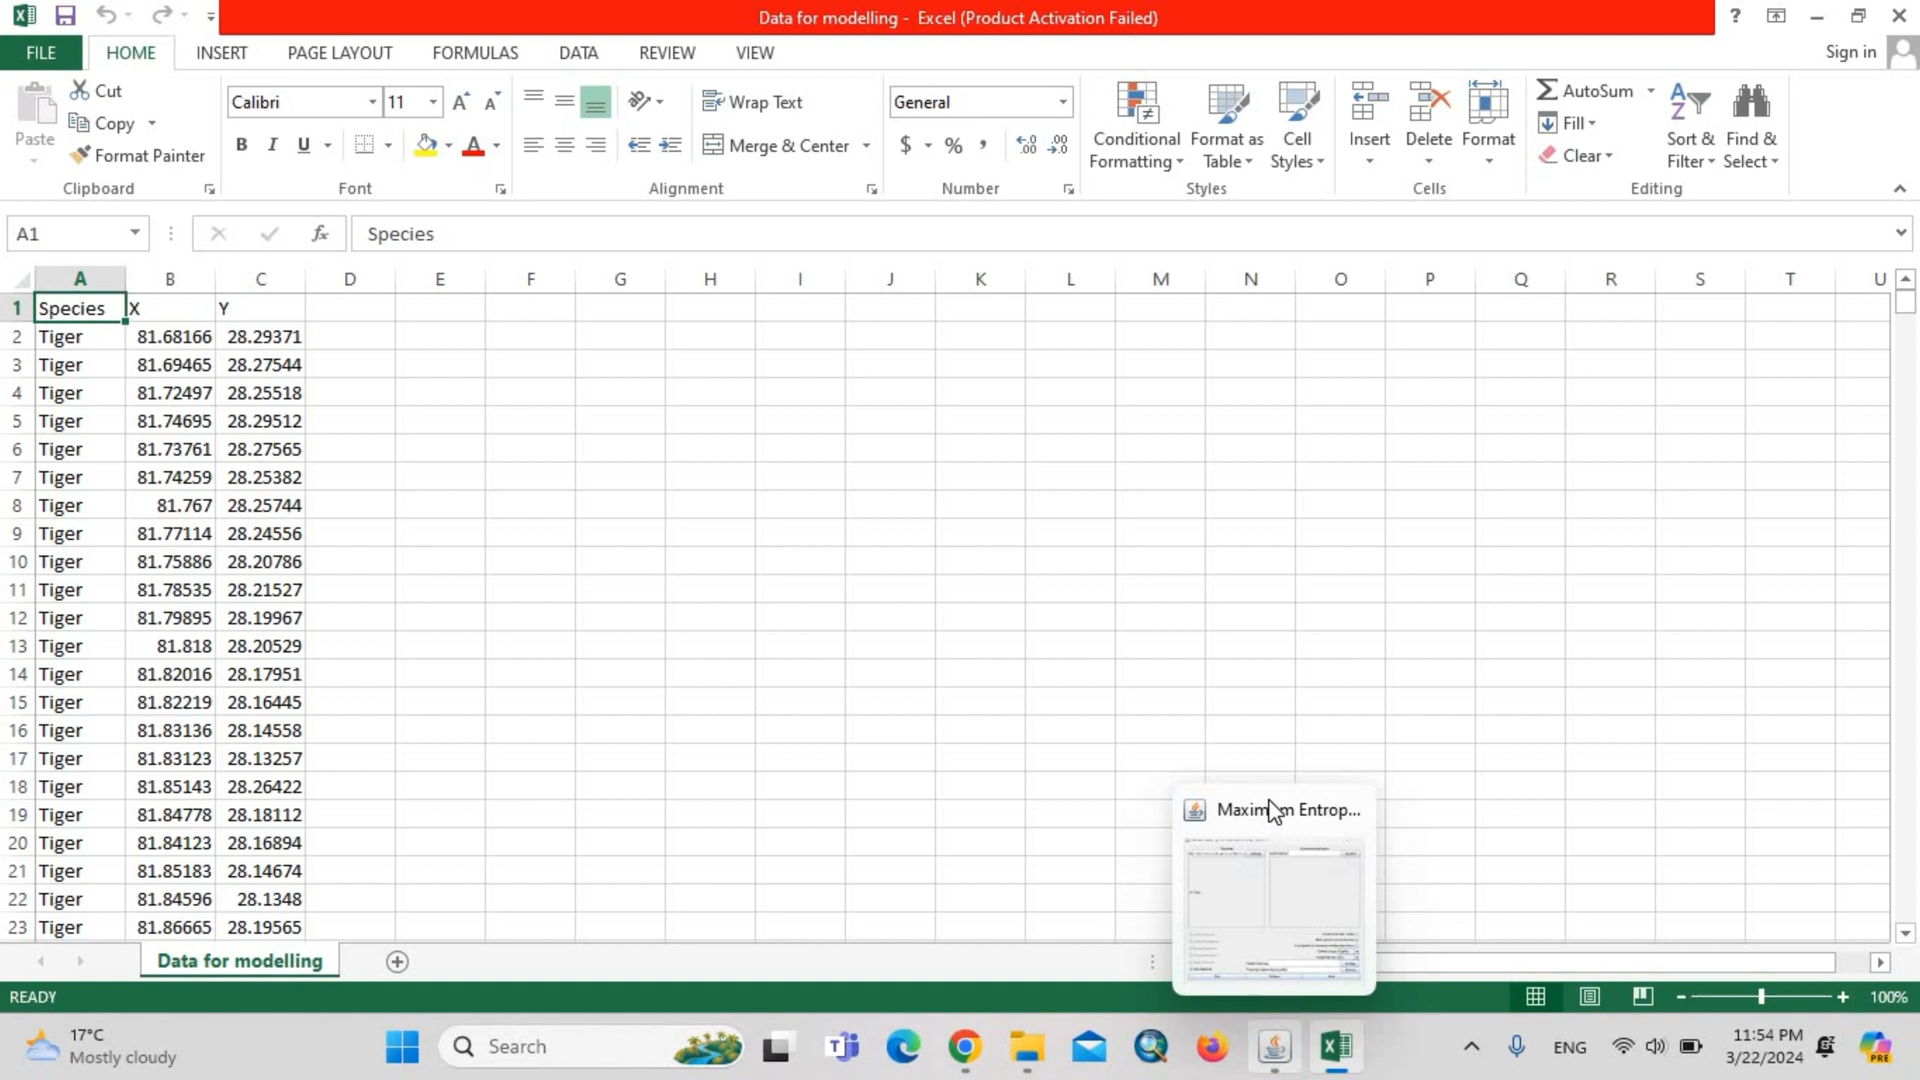 Data for modelling - Excel (Product Activation Failed)
FILE HOME INSERT PAGE LAYOUT FORMULAS DATA REVIEW VIEW Sign in
Paste Cut Copy Format Painter Clipboard
Calibri 11 B I U A Font
Wrap Text Merge & Center Alignment
General $ % , Number
Conditional Formatting Format as Table Cell Styles Styles
Insert Delete Format Cells
AutoSum Fill Clear Sort & Filter Find & Select Editing
A1 fx Species
A B C D E F G H I J K L M N O P Q R S T U
1 Species X Y
2 Tiger 81.68166 28.29371
3 Tiger 81.69465 28.27544
4 Tiger 81.72497 28.25518
5 Tiger 81.74695 28.29512
6 Tiger 81.73761 28.27565
7 Tiger 81.74259 28.25382
8 Tiger 81.767 28.25744
9 Tiger 81.77114 28.24556
10 Tiger 81.75886 28.20786
11 Tiger 81.78535 28.21527
12 Tiger 81.79895 28.19967
13 Tiger 81.818 28.20529
14 Tiger 81.82016 28.17951
15 Tiger 81.82219 28.16445
16 Tiger 81.83136 28.14558
17 Tiger 81.83123 28.13257
18 Tiger 81.85143 28.26422
19 Tiger 81.84778 28.18112
20 Tiger 81.84123 28.16894
21 Tiger 81.85183 28.14674
22 Tiger 81.84596 28.1348
23 Tiger 81.86665 28.19565
Maximum Entrop...
Data for modelling
READY 100%
17°C
Mostly cloudy
Search
ENG
11:54 PM
3/22/2024
PRE